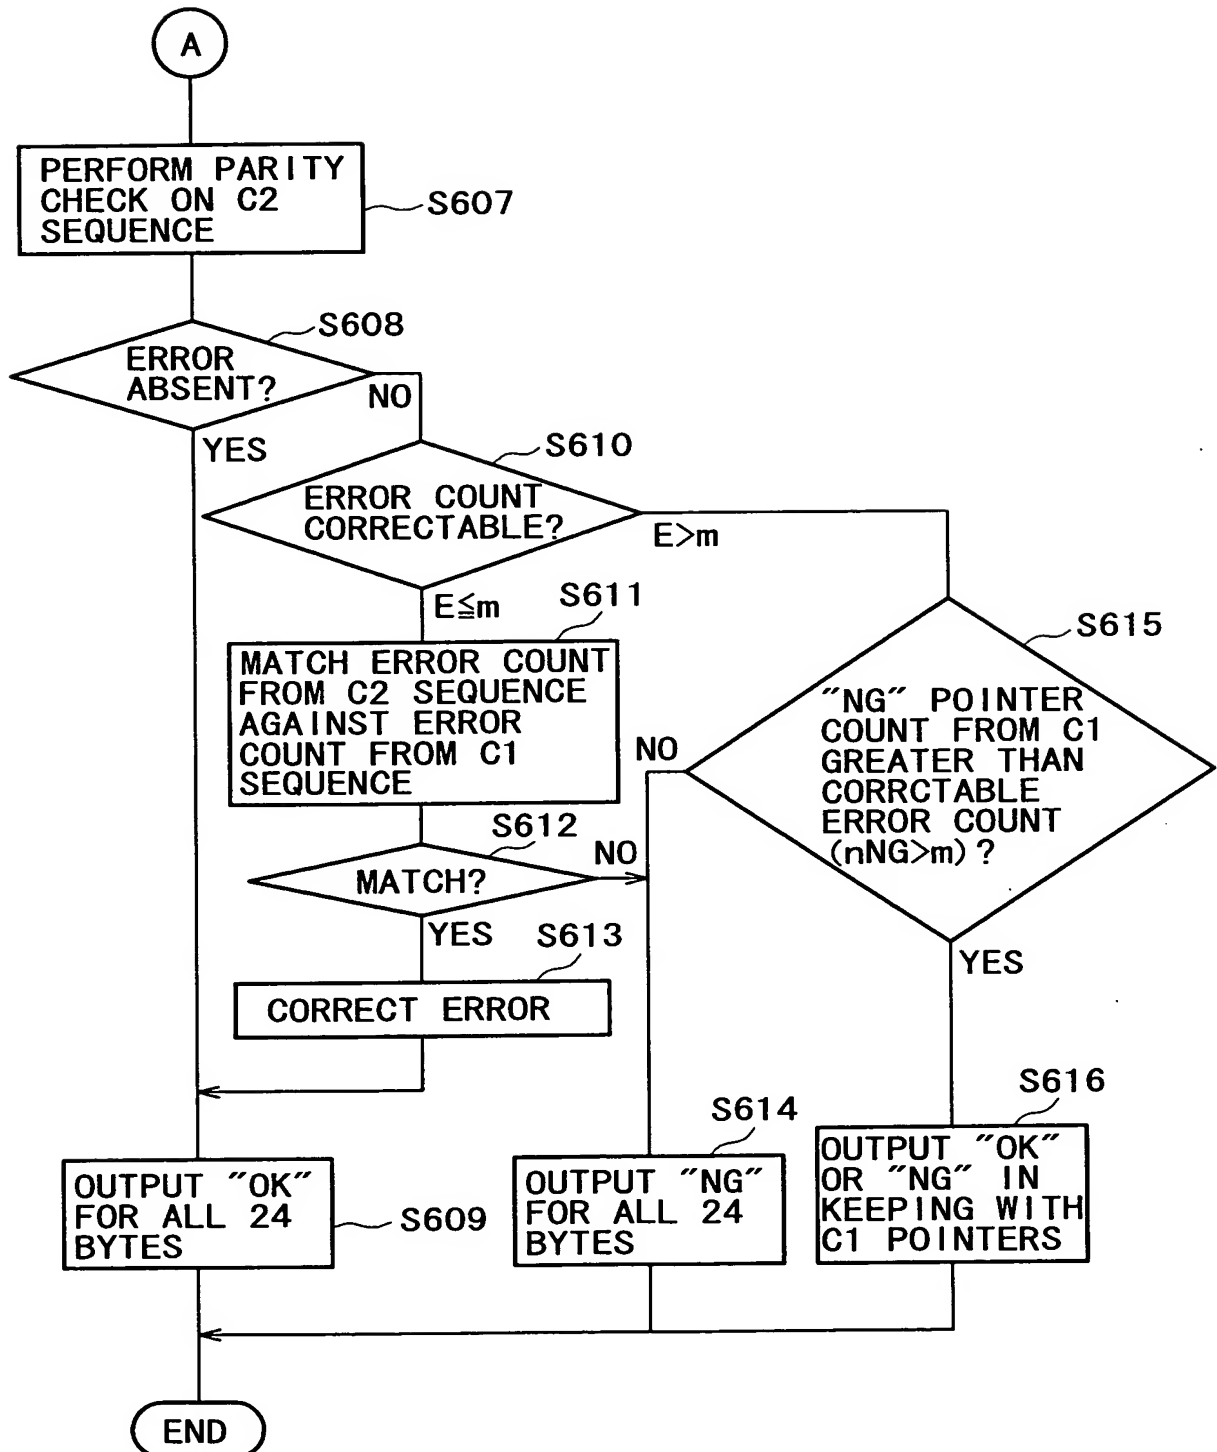 A
PERFORM PARITY
CHECK ON C2
SEQUENCE
S607
S608
ERROR
ABSENT?
NO
YES
S610
ERROR COUNT
CORRECTABLE?
E>m
E≦m
S611
MATCH ERROR COUNT
FROM C2 SEQUENCE
AGAINST ERROR
COUNT FROM C1
SEQUENCE
S615
"NG" POINTER
COUNT FROM C1
GREATER THAN
CORRCTABLE
ERROR COUNT
(nNG>m)?
NO
YES
S612
MATCH?
NO
YES
S613
CORRECT ERROR
S609
OUTPUT "OK"
FOR ALL 24
BYTES
S614
OUTPUT "NG"
FOR ALL 24
BYTES
S616
OUTPUT "OK"
OR "NG" IN
KEEPING WITH
C1 POINTERS
END